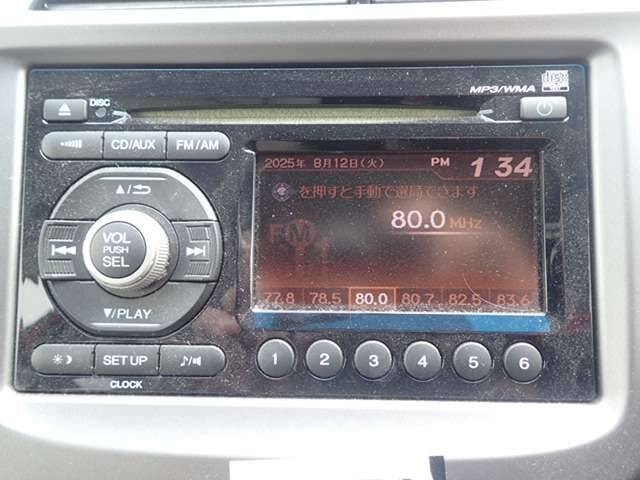 MP3/WMA
DISC
CD/AUX FM/AM
2025年 8月12日(火) PM 1 34
を押すと手動で選局できます
80.0 MHz
FM
VOL
PUSH
SEL
77.8 78.5 80.0 80.7 82.5 83.6
▼/PLAY
SET UP
CLOCK
1 2 3 4 5 6